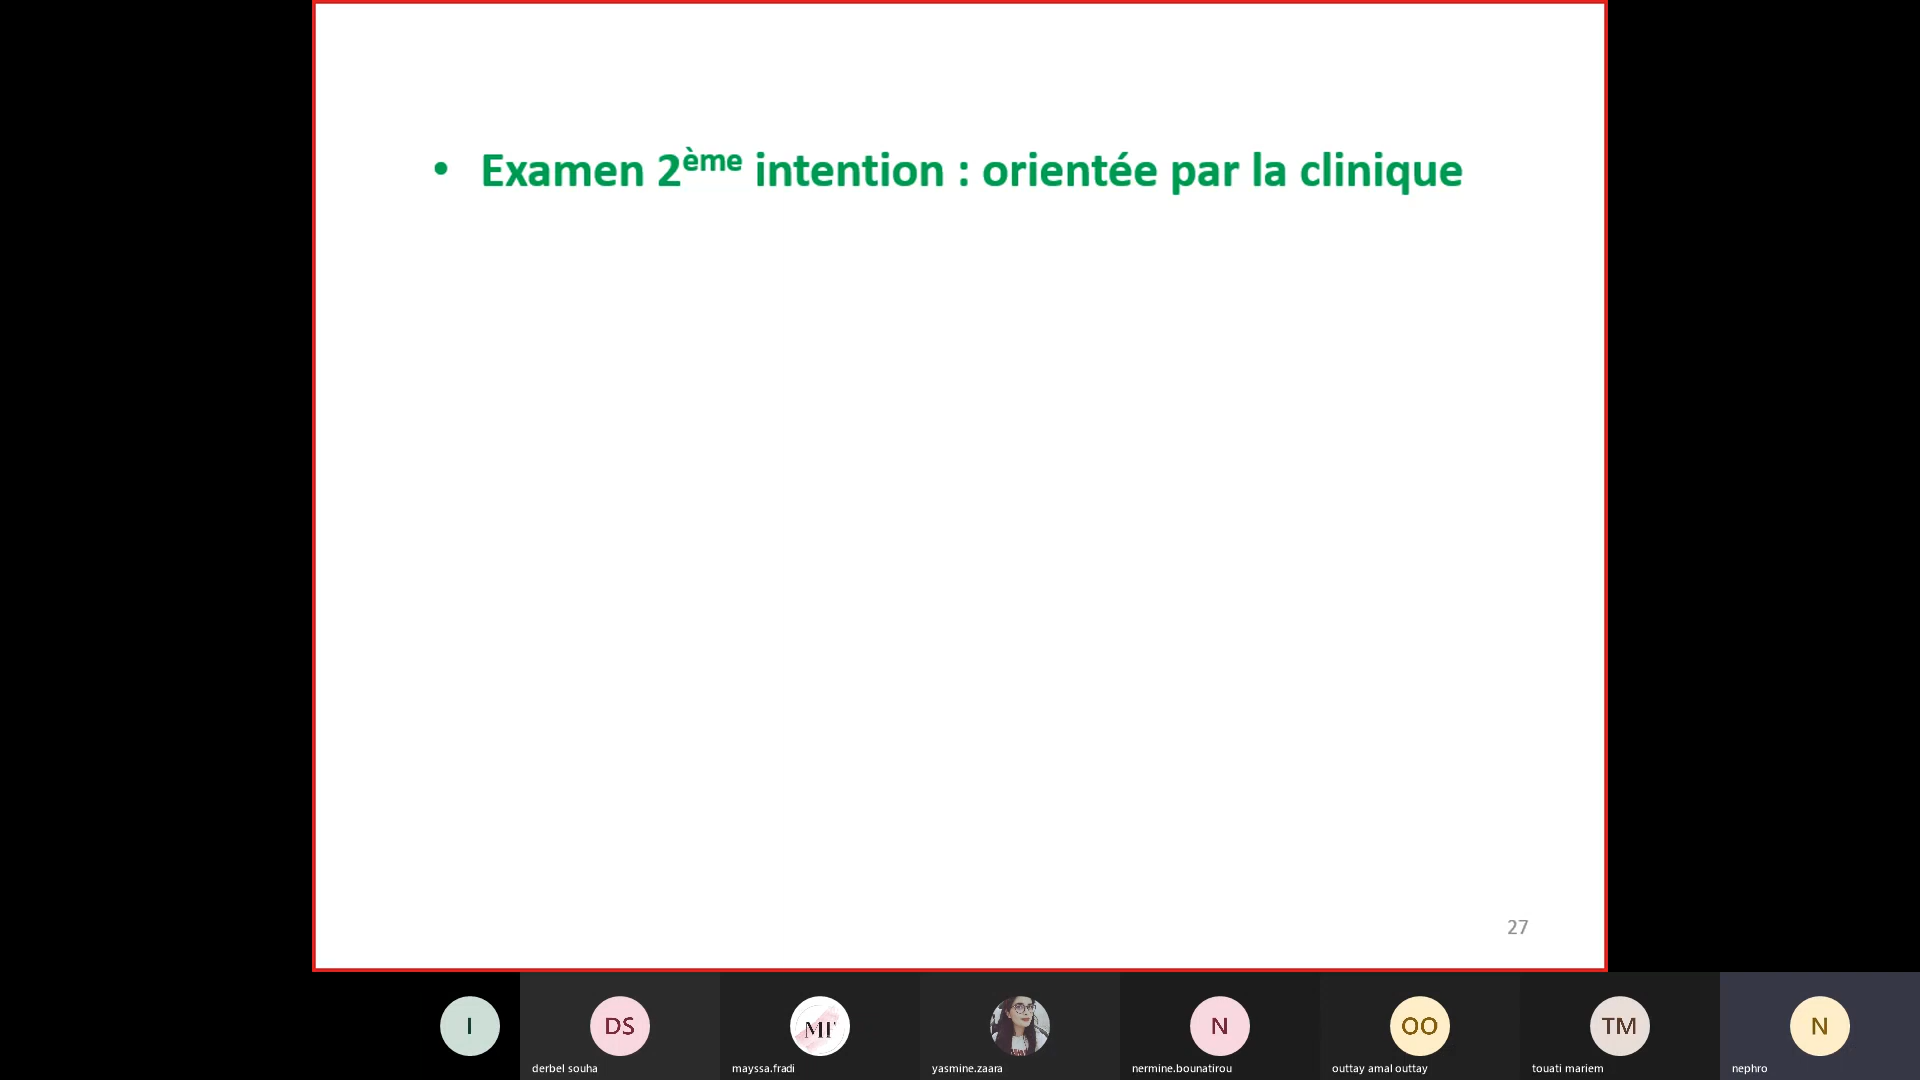 • Examen 2ème intention : orientée par la clinique
27
I
DS
MF
N
OO
TM
N
derbel souha
mayssa.fradi
yasmine.zaara
nermine.bounatirou
outtay amal outtay
touati mariem
nephro